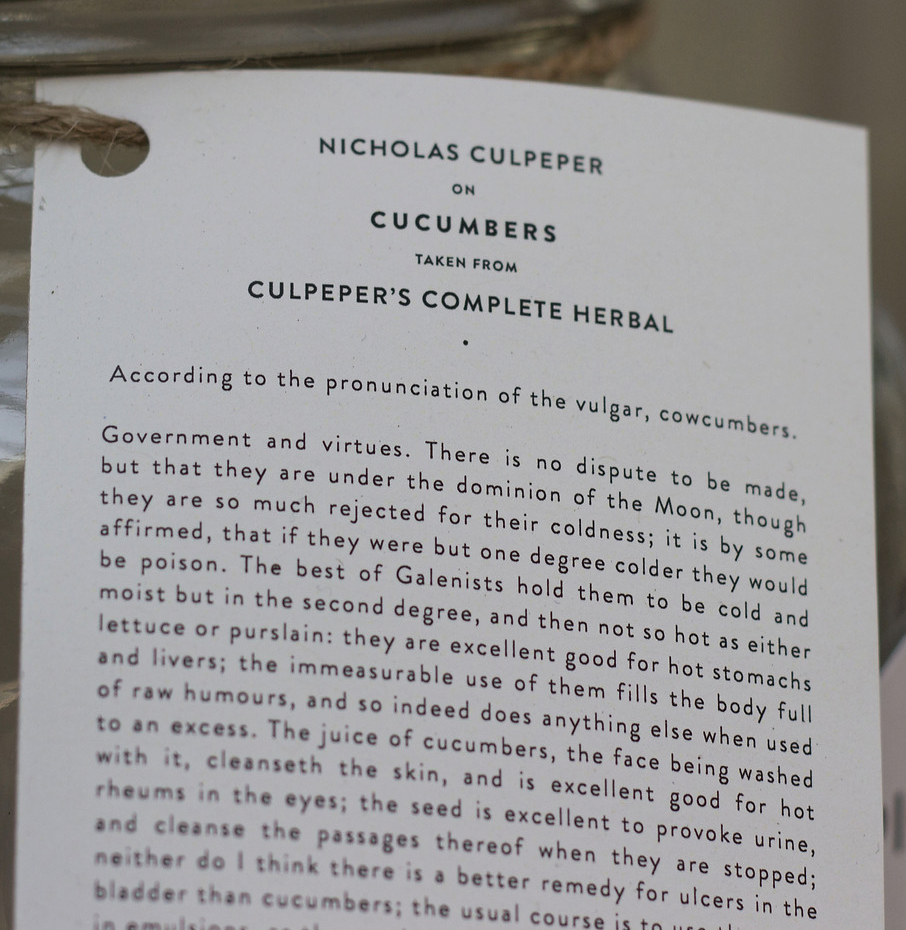 NICHOLAS CULPEPER
ON
CUCUMBERS
TAKEN FROM
CULPEPER'S COMPLETE HERBAL
According to the pronunciation of the vulgar, cowcumbers.
Government and virtues. There is no dispute to be made,
but that they are under the dominion of the Moon, though
they are so much rejected for their coldness; it is by some
affirmed, that if they were but one degree colder they would
be poison. The best of Galenists hold them to be cold and
moist but in the second degree, and then not so hot as either
lettuce or purslain: they are excellent good for hot stomachs
and livers; the immeasurable use of them fills the body full
of raw humours, and so indeed does anything else when used
to an excess. The juice of cucumbers, the face being washed
with it, cleanseth the skin, and is excellent good for hot
rheums in the eyes; the seed is excellent to provoke urine,
and cleanse the passages thereof when they are stopped;
neither do I think there is a better remedy for ulcers in the
bladder than cucumbers; the usual course is to use
in emulsions,